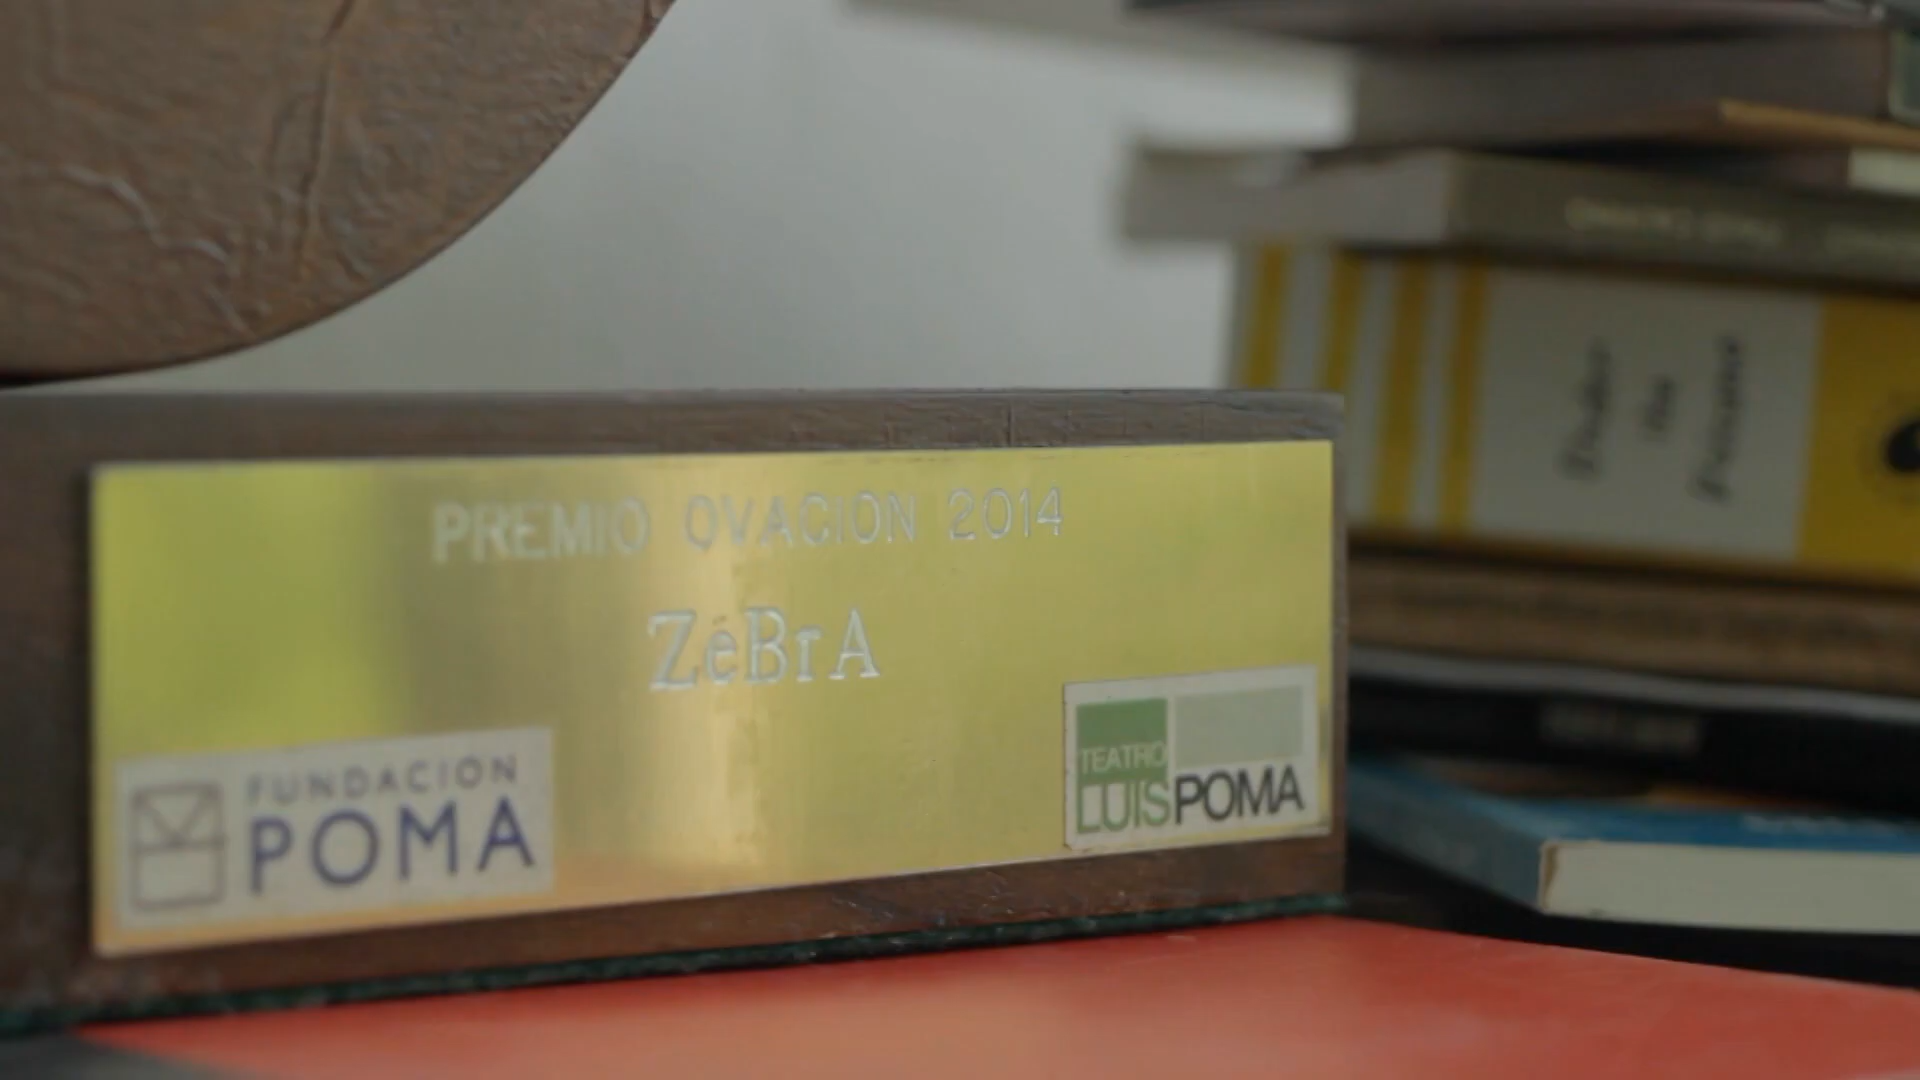 PREMIO OVACION 2014
ZéBrA
FUNDACION
POMA
TEATRO
LUISPOMA